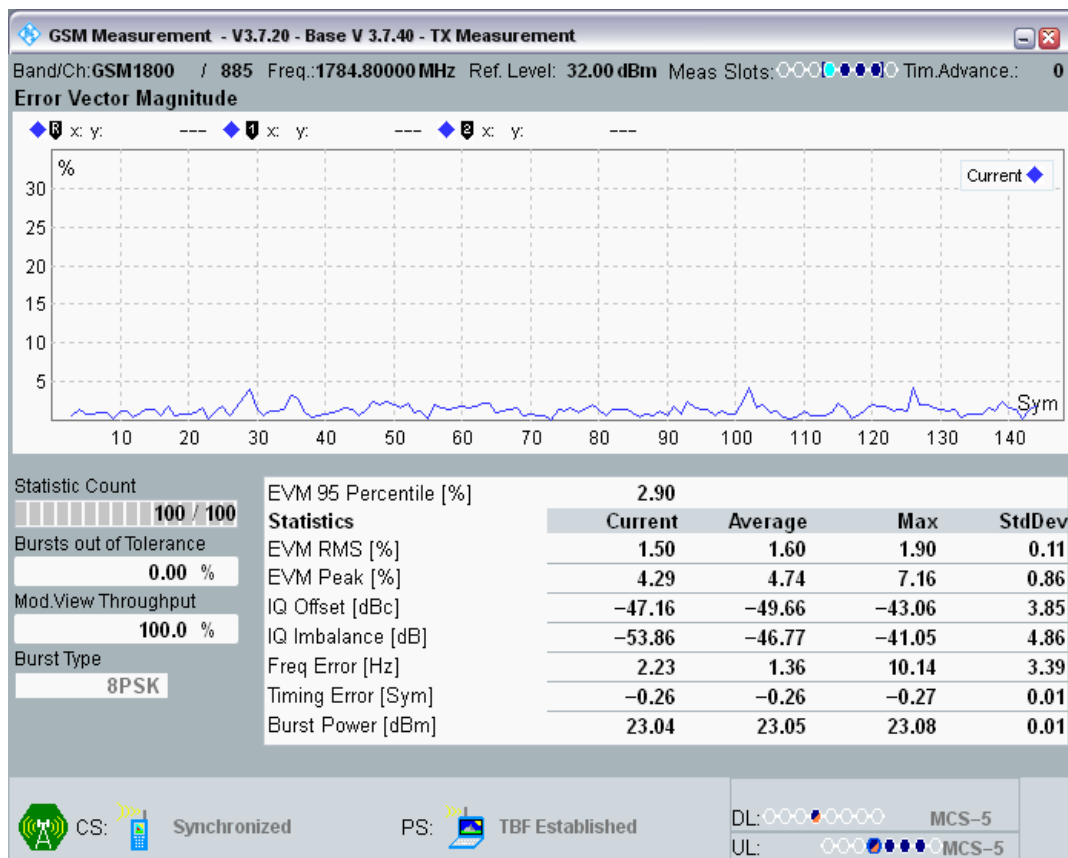 GSM Measurement - V3.7.20 - Base V 3.7.40 - TX Measurement
Band/Ch:GSM1800 / 885 Freq.:1784.80000 MHz Ref. Level: 32.00 dBm Meas Slots: Tim.Advance.: 0
Error Vector Magnitude
R x: y: --- 1 x: y: --- 2 x: y: ---
%
Current
30
25
20
15
10
5
Sym
10 20 30 40 50 60 70 80 90 100 110 120 130 140
Statistic Count
100 / 100
Bursts out of Tolerance
0.00 %
Mod.View Throughput
100.0 %
Burst Type
8PSK
EVM 95 Percentile [%] 2.90
Statistics Current Average Max StdDev
EVM RMS [%] 1.50 1.60 1.90 0.11
EVM Peak [%] 4.29 4.74 7.16 0.86
IQ Offset [dBc] −47.16 −49.66 −43.06 3.85
IQ Imbalance [dB] −53.86 −46.77 −41.05 4.86
Freq Error [Hz] 2.23 1.36 10.14 3.39
Timing Error [Sym] −0.26 −0.26 −0.27 0.01
Burst Power [dBm] 23.04 23.05 23.08 0.01
CS: Synchronized PS: TBF Established
DL: MCS−5
UL: MCS−5